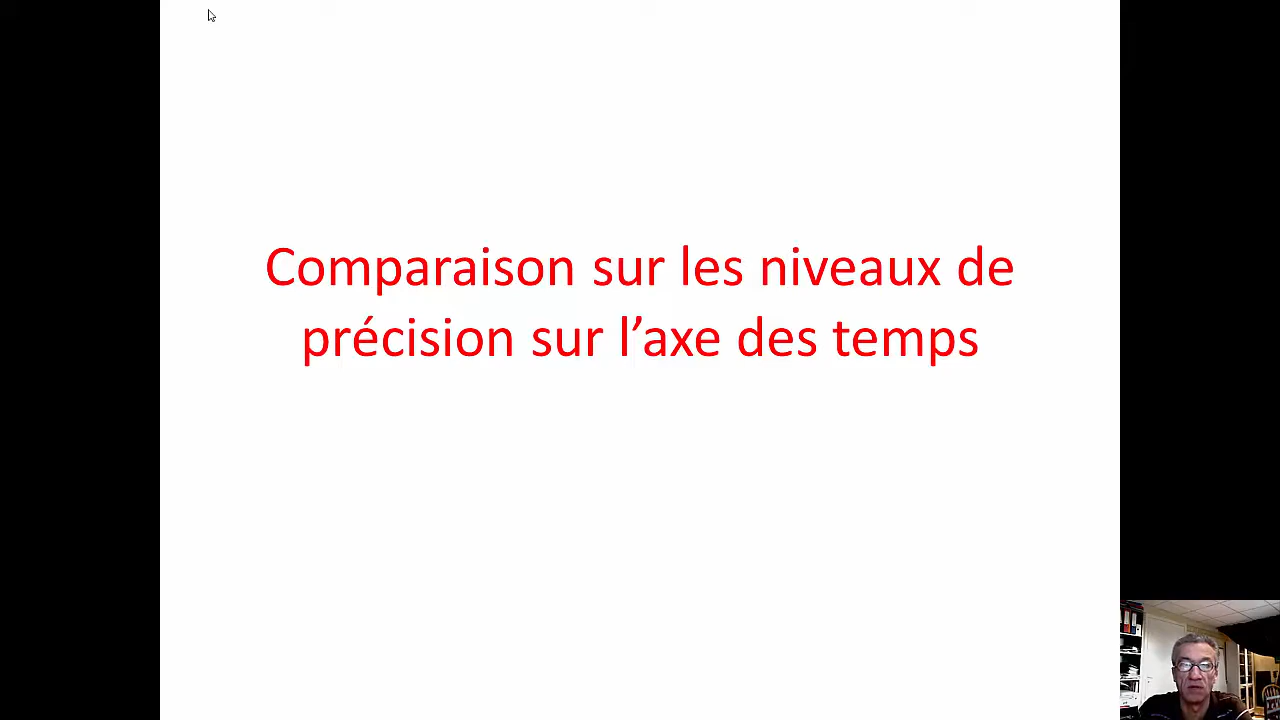 Comparaison sur les niveaux de
précision sur l’axe des temps